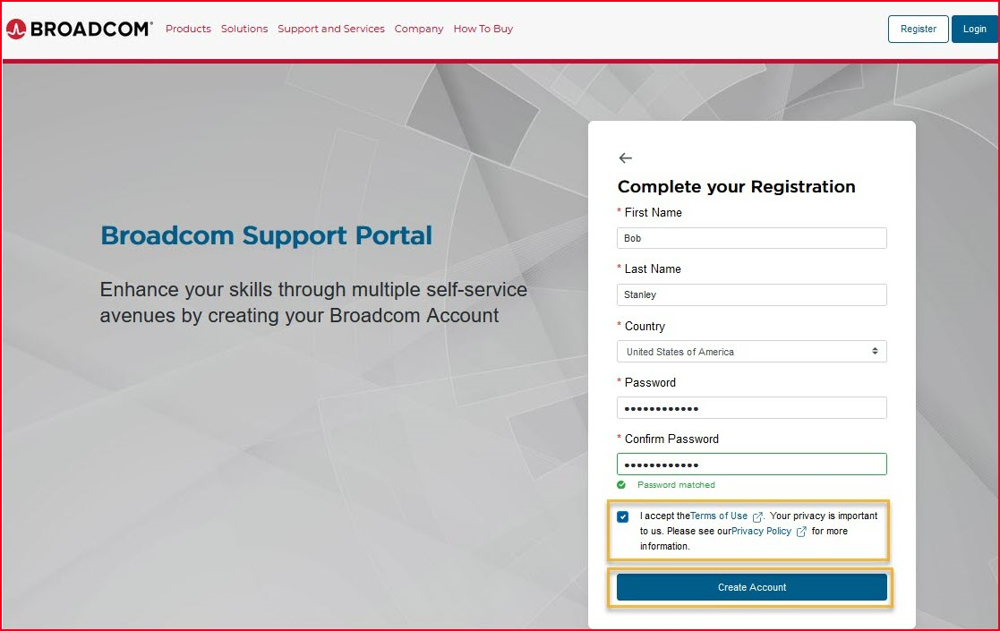 BROADCOM®
Products Solutions Support and Services Company How To Buy
Register Login
Broadcom Support Portal
Enhance your skills through multiple self-service
avenues by creating your Broadcom Account
Complete your Registration
* First Name
Bob
* Last Name
Stanley
* Country
United States of America
* Password
••••••••••••
* Confirm Password
••••••••••••
Password matched
I accept theTerms of Use . Your privacy is important
to us. Please see ourPrivacy Policy for more
information.
Create Account